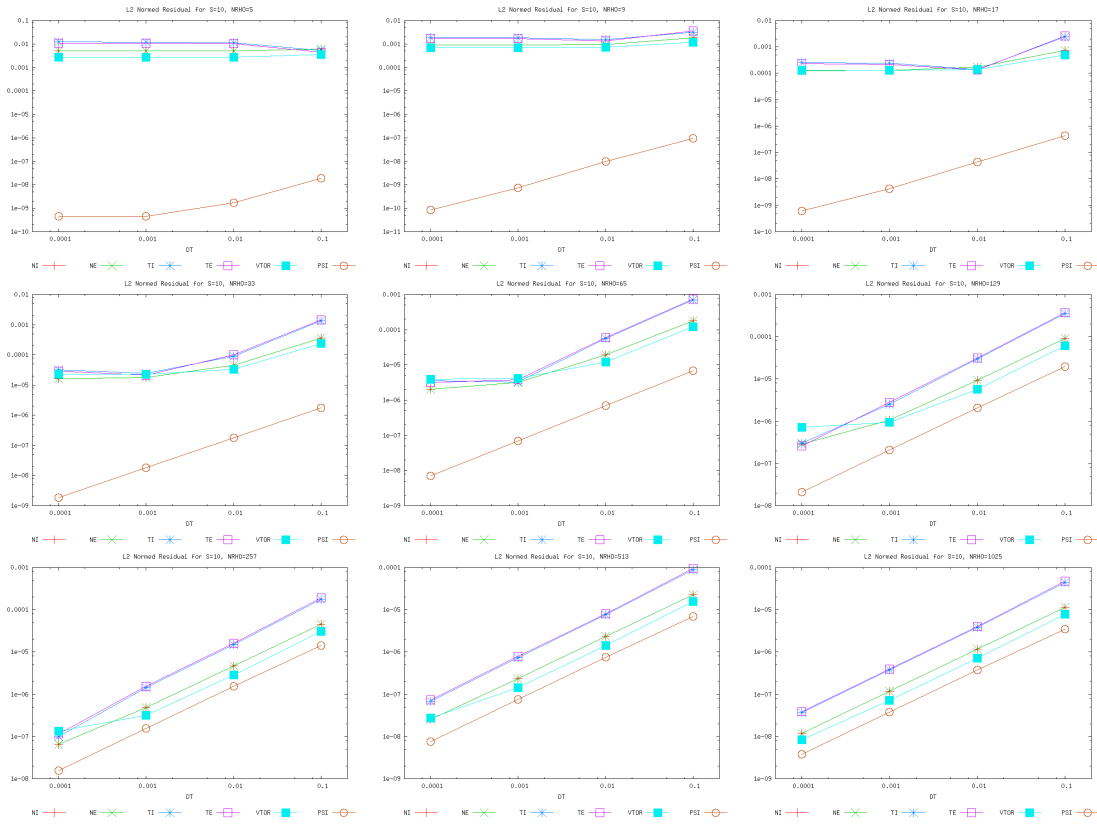 L2 Normed Residual for S=10, NRHO=5
0.1
0.01
0.001
0.0001
1e-05
1e-06
1e-07
1e-08
1e-09
1e-10
0.0001 0.001 0.01 0.1
DT
NI NE TI TE VTOR PSI
L2 Normed Residual for S=10, NRHO=9
0.1
0.01
0.001
0.0001
1e-05
1e-06
1e-07
1e-08
1e-09
1e-10
1e-11
0.0001 0.001 0.01 0.1
DT
NI NE TI TE VTOR PSI
L2 Normed Residual for S=10, NRHO=17
0.01
0.001
0.0001
1e-05
1e-06
1e-07
1e-08
1e-09
1e-10
0.0001 0.001 0.01 0.1
DT
NI NE TI TE VTOR PSI
L2 Normed Residual for S=10, NRHO=33
0.01
0.001
0.0001
1e-05
1e-06
1e-07
1e-08
1e-09
0.0001 0.001 0.01 0.1
DT
NI NE TI TE VTOR PSI
L2 Normed Residual for S=10, NRHO=65
0.001
0.0001
1e-05
1e-06
1e-07
1e-08
1e-09
0.0001 0.001 0.01 0.1
DT
NI NE TI TE VTOR PSI
L2 Normed Residual for S=10, NRHO=129
0.001
0.0001
1e-05
1e-06
1e-07
1e-08
0.0001 0.001 0.01 0.1
DT
NI NE TI TE VTOR PSI
L2 Normed Residual for S=10, NRHO=257
0.001
0.0001
1e-05
1e-06
1e-07
1e-08
0.0001 0.001 0.01 0.1
DT
NI NE TI TE VTOR PSI
L2 Normed Residual for S=10, NRHO=513
0.0001
1e-05
1e-06
1e-07
1e-08
1e-09
0.0001 0.001 0.01 0.1
DT
NI NE TI TE VTOR PSI
L2 Normed Residual for S=10, NRHO=1025
0.0001
1e-05
1e-06
1e-07
1e-08
1e-09
0.0001 0.001 0.01 0.1
DT
NI NE TI TE VTOR PSI